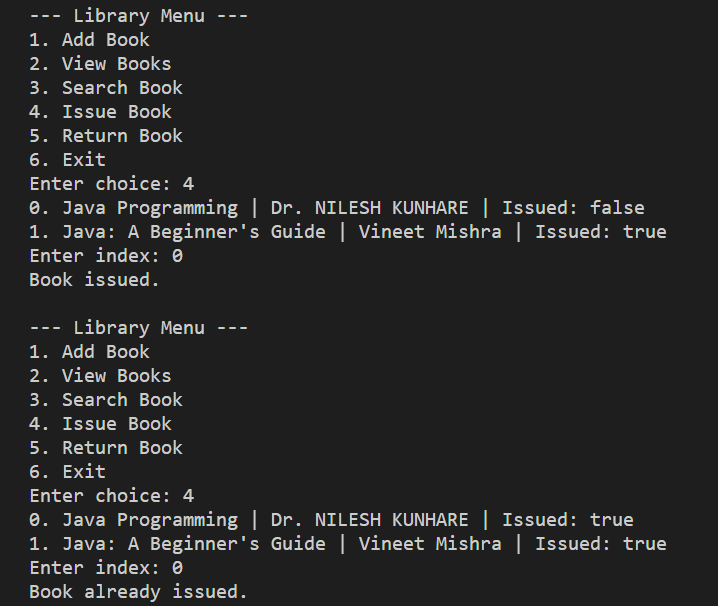 --- Library Menu ---
1. Add Book
2. View Books
3. Search Book
4. Issue Book
5. Return Book
6. Exit
Enter choice: 4
0. Java Programming | Dr. NILESH KUNHARE | Issued: false
1. Java: A Beginner's Guide | Vineet Mishra | Issued: true
Enter index: 0
Book issued.

--- Library Menu ---
1. Add Book
2. View Books
3. Search Book
4. Issue Book
5. Return Book
6. Exit
Enter choice: 4
0. Java Programming | Dr. NILESH KUNHARE | Issued: true
1. Java: A Beginner's Guide | Vineet Mishra | Issued: true
Enter index: 0
Book already issued.